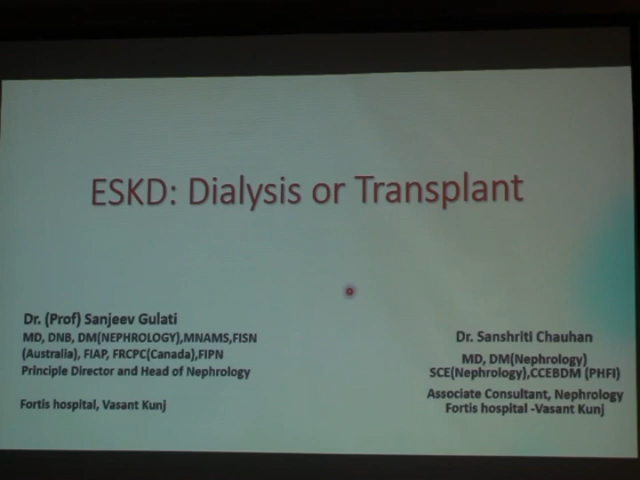 ESKD: Dialysis or Transplant
Dr. (Prof) Sanjeev Gulati
MD, DNB, DM(NEPHROLOGY),MNAMS,FISN
(Australia), FIAP, FRCPC(Canada),FIPN
Principle Director and Head of Nephrology
Fortis hospital, Vasant Kunj
Dr. Sanshriti Chauhan
MD, DM(Nephrology)
SCE(Nephrology),CCEBDM (PHFI)
Associate Consultant, Nephrology
Fortis hospital -Vasant Kunj